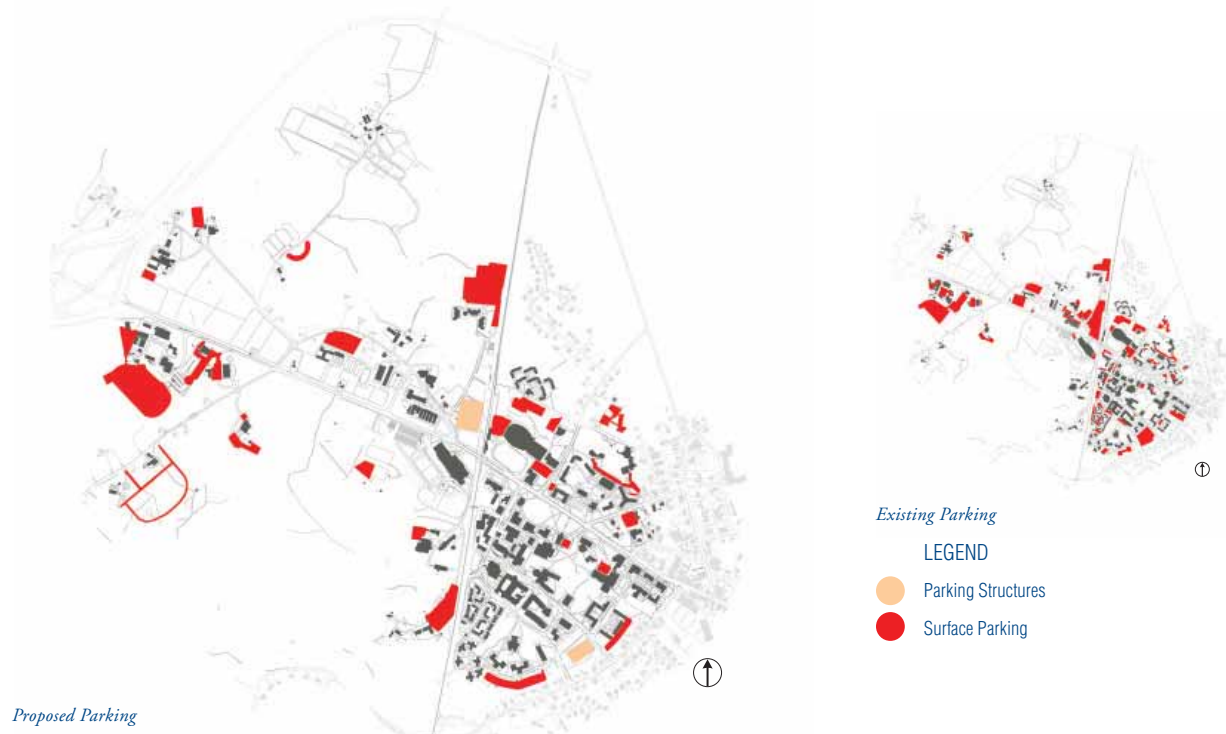 Existing Parking
LEGEND
Parking Structures
Surface Parking
Proposed Parking